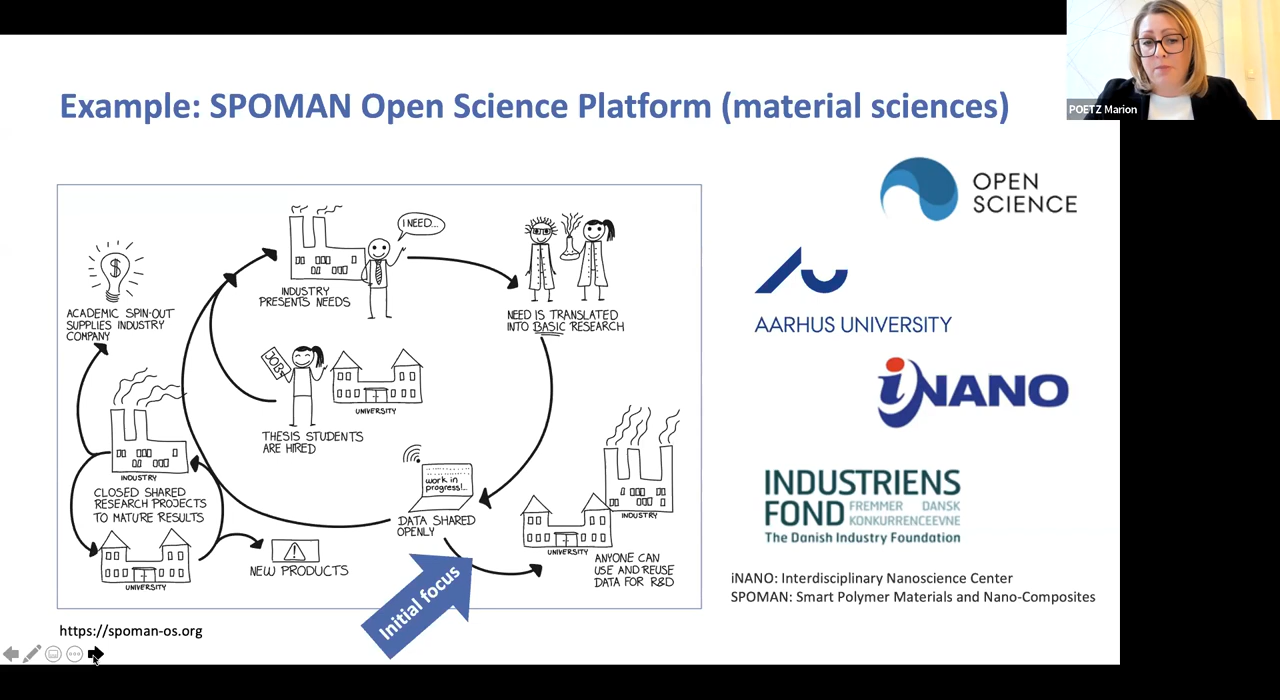 Example: SPOMAN Open Science Platform (material sciences)
POETZ Marion
OPEN
SCIENCE
I NEED...
INDUSTRY
PRESENTS NEEDS
NEED IS TRANSLATED
INTO BASIC RESEARCH
$
ACADEMIC SPIN-OUT
SUPPLIES INDUSTRY
COMPANY
JOB
UNIVERSITY
THESIS STUDENTS
ARE HIRED
AARHUS UNIVERSITY
iNANO
INDUSTRY
CLOSED SHARED
RESEARCH PROJECTS
TO MATURE RESULTS
work in
progress!...
DATA SHARED
OPENLY
INDUSTRY
UNIVERSITY
ANYONE CAN
USE AND REUSE
DATA FOR R&D
UNIVERSITY
!
NEW PRODUCTS
Initial focus
INDUSTRIENS
FOND
FREMMER DANSK
KONKURRENCEEVNE
The Danish Industry Foundation
iNANO: Interdisciplinary Nanoscience Center
SPOMAN: Smart Polymer Materials and Nano-Composites
https://spoman-os.org